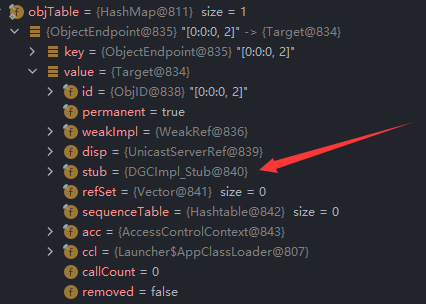 objTable = {HashMap@811} size = 1
{ObjectEndpoint@835} "[0:0:0, 2]" -> {Target@834}
key = {ObjectEndpoint@835} "[0:0:0, 2]"
value = {Target@834}
id = {ObjID@838} "[0:0:0, 2]"
permanent = true
weakImpl = {WeakRef@836}
disp = {UnicastServerRef@839}
stub = {DGCImpl_Stub@840}
refSet = {Vector@841} size = 0
sequenceTable = {Hashtable@842} size = 0
acc = {AccessControlContext@843}
ccl = {Launcher$AppClassLoader@807}
callCount = 0
removed = false